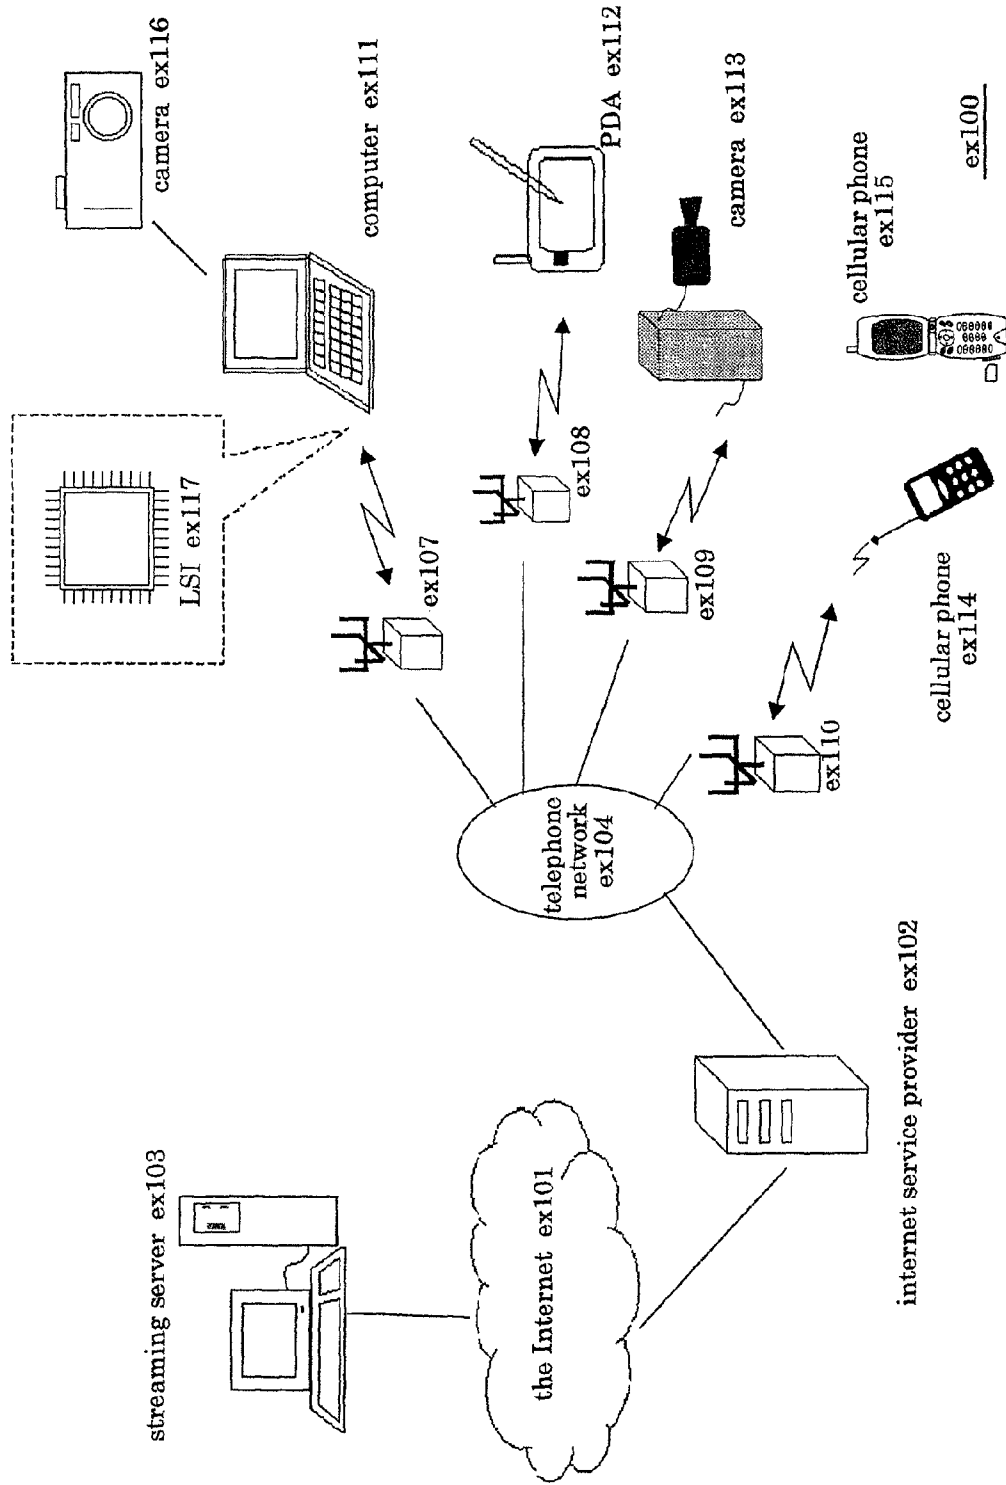 streaming server ex103
LSI ex117
camera ex116
computer ex111
ex107
the Internet ex101
telephone
network
ex104
ex108
PDA ex112
ex109
camera ex113
ex110
cellular phone
ex115
internet service provider ex102
cellular phone
ex114
ex100